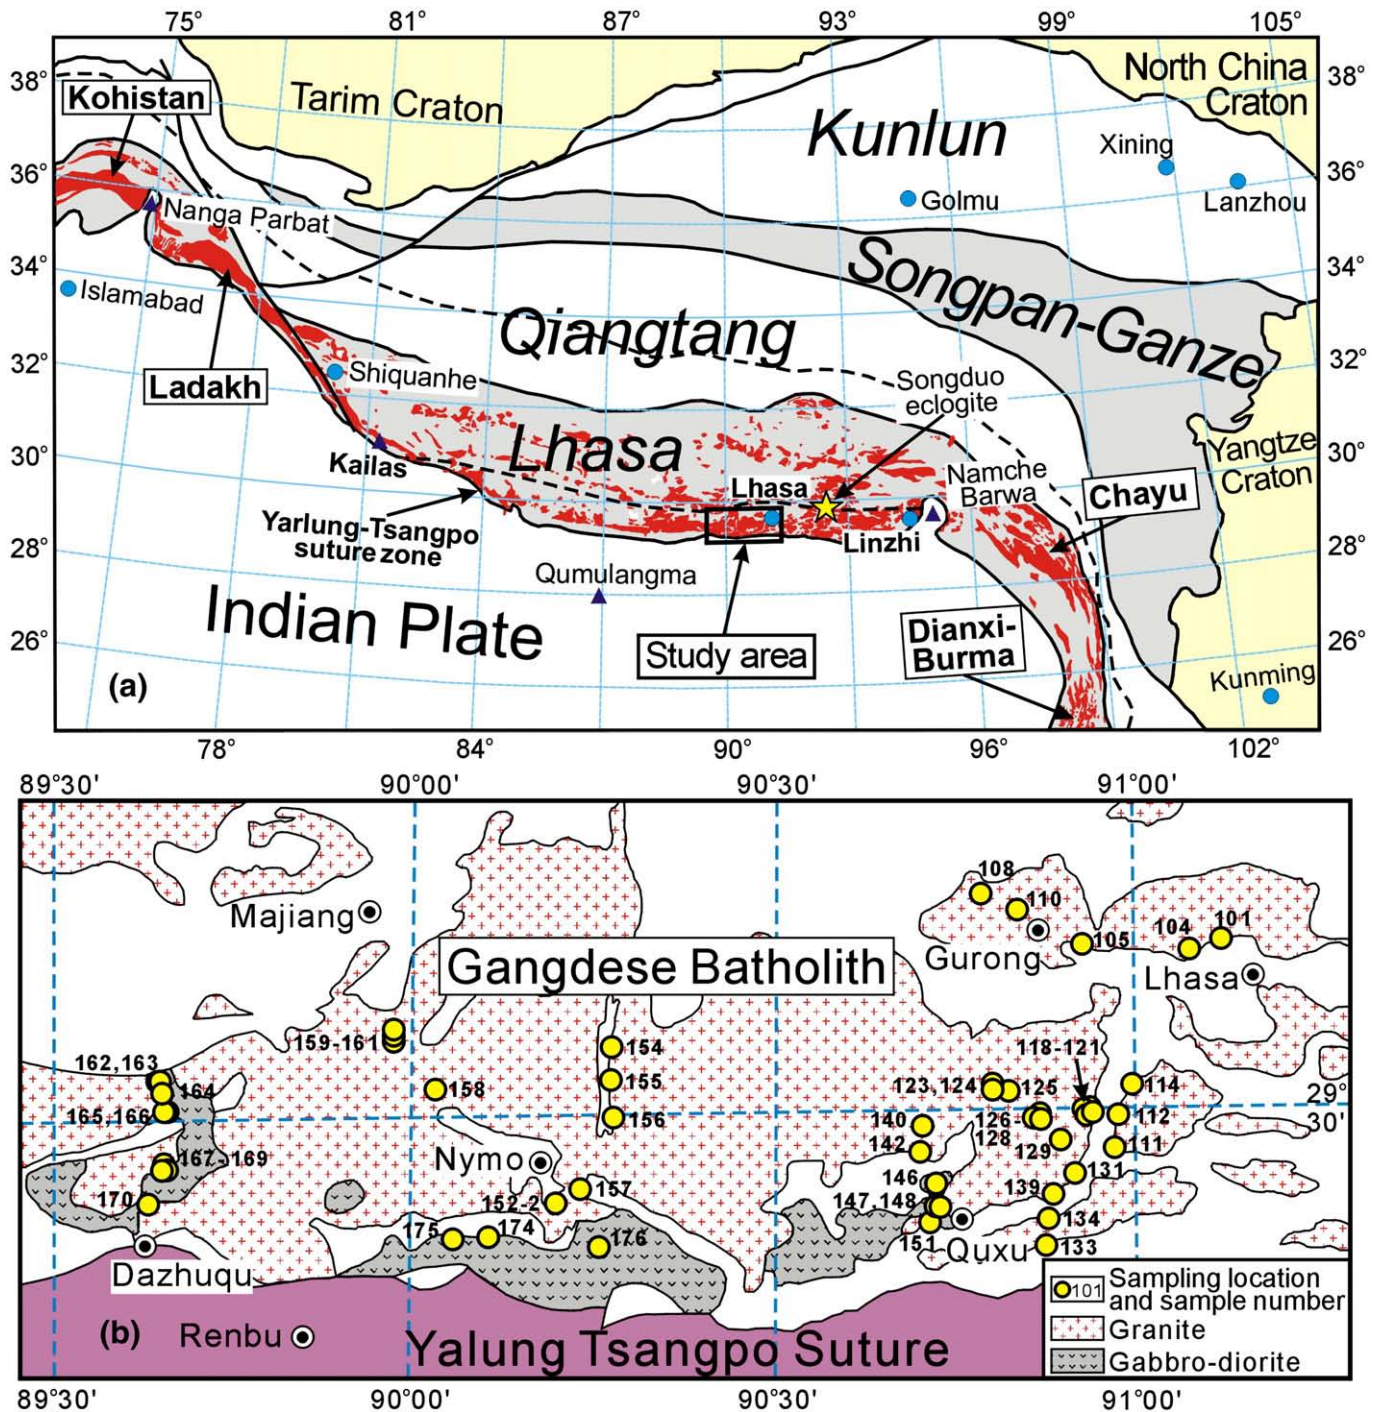 75° 81° 87° 93° 99° 105°
38° 38°
Kohistan
Tarim Craton
North China
Craton
Kunlun
Xining
36° 36°
Nanga Parbat
Golmu
Lanzhou
34° 34°
Islamabad
Songpan-Ganze
Qiangtang
32° 32°
Ladakh
Shiquanhe
Songduo
eclogite
30° 30°
Lhasa
Kailas
Yangtze
Craton
Namche
Barwa
Lhasa
Chayu
Yarlung-Tsangpo
suture zone
Linzhi
28° 28°
Qumulangma
Indian Plate
26° 26°
Study area
Dianxi-
Burma
Kunming
(a)
78° 84° 90° 96° 102°
89°30' 90°00' 90°30' 91°00'
108
110
Majiang
101
104
105
Gurong
Gangdese Batholith
Lhasa
159-161
154
118-121
162,163
155
123,124
125
114
164
158
29°
30'
165,166
156
140
126-
128
112
142
129
111
Nymo
167-169
146
131
157
139
170
152-2
147,148
134
175
174
176
151
Quxu
133
Dazhuqu
101
Sampling location
and sample number
(b)
Renbu
Granite
Yalung Tsangpo Suture
Gabbro-diorite
89°30' 90°00' 90°30' 91°00'